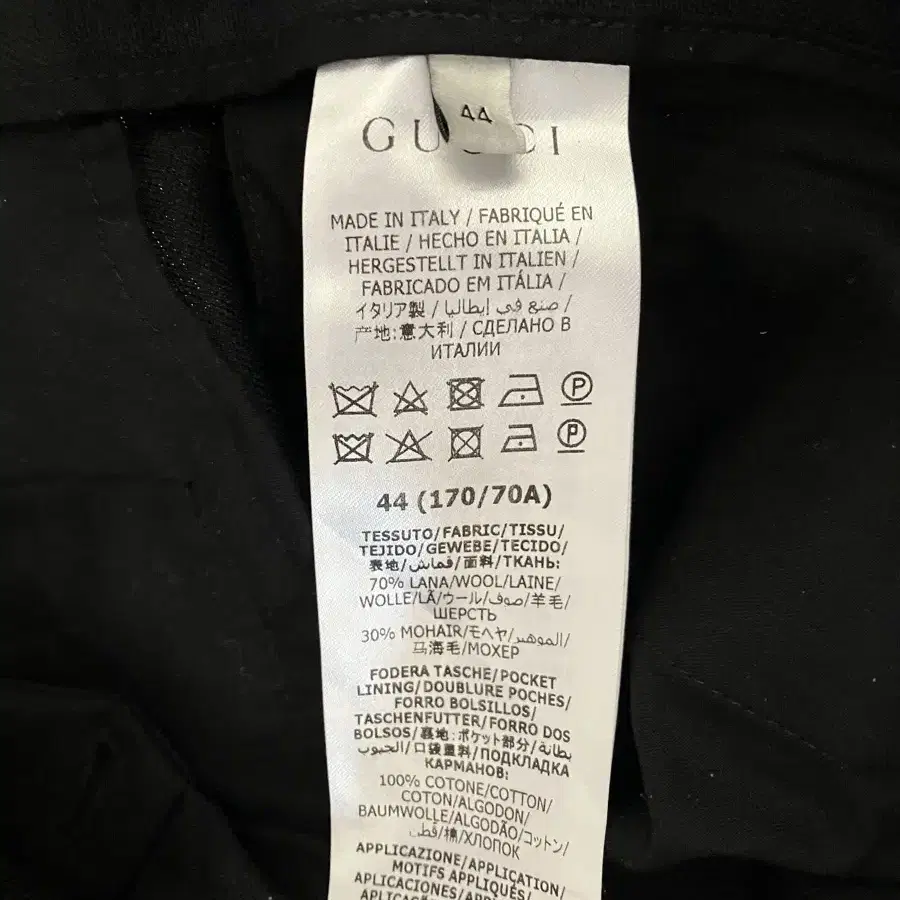 44
GUCCI
MADE IN ITALY / FABRIQUÉ EN
ITALIE / HECHO EN ITALIA /
HERGESTELLT IN ITALIEN /
FABRICADO EM ITÁLIA /
イタリア製 / صنع في إيطاليا /
产地:意大利 / СДЕЛАНО В
ИТАЛИИ
P
P
44 (170/70A)
TESSUTO/FABRIC/TISSU/
TEJIDO/GEWEBE/TECIDO/
表地/قماش/面料/ТКАНЬ:
70% LANA/WOOL/LAINE/
WOLLE/LÃ/ウール/صوف/羊毛/
ШЕРСТЬ
30% MOHAIR/モヘヤ/الموهير/
马海毛/МОХЕР
FODERA TASCHE/POCKET
LINING/DOUBLURE POCHES/
FORRO BOLSILLOS/
TASCHENFUTTER/FORRO DOS
BOLSOS/裏地:ポケット部分/بطانة
الجيوب/口袋里料/ПОДКЛАДКА
КАРМАНОВ:
100% COTONE/COTTON/
COTON/ALGODON/
BAUMWOLLE/ALGODÃO/コットン/
قطن/棉/ХЛОПОК
APPLICAZIONE/APPLICATION/
MOTIFS APPLIQUÉS/
APLICACIONES/